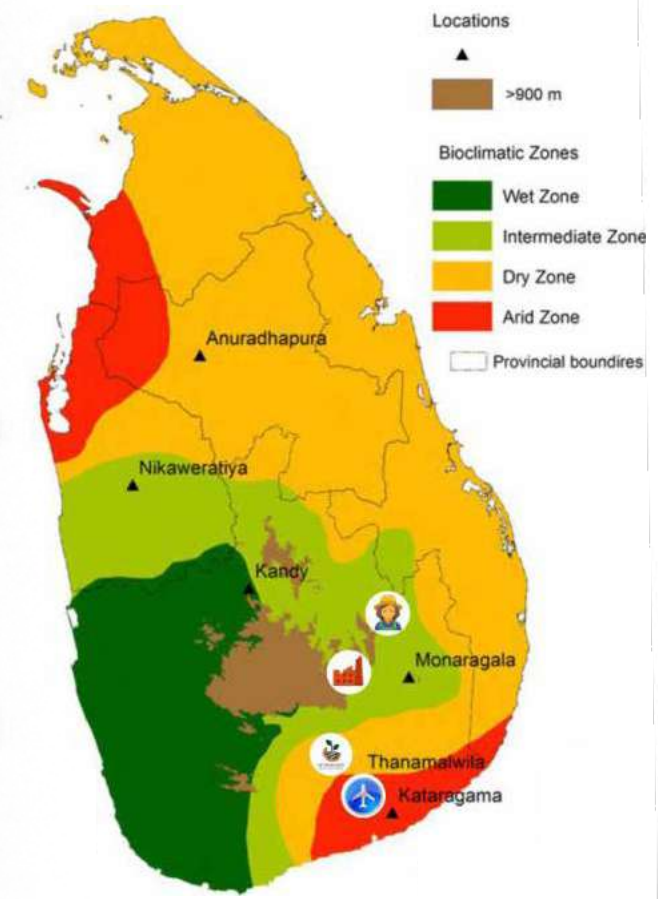 Locations
>900 m
Bioclimatic Zones
Wet Zone
Intermediate Zone
Dry Zone
Arid Zone
Provincial boundires
Anuradhapura
Nikaweratiya
Kandy
Monaragala
Thanamalwila
Kataragama